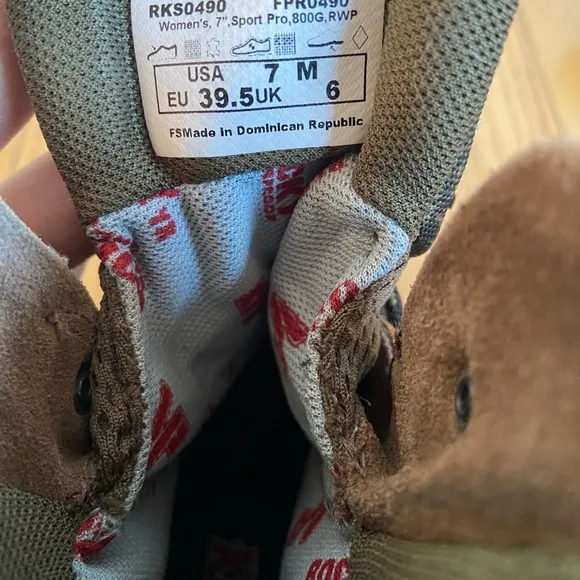 RKS0490 FPR0490
Women's, 7",Sport Pro,800G,RWP
USA 7 M
EU 39.5 UK 6
FSMade in Dominican Republic